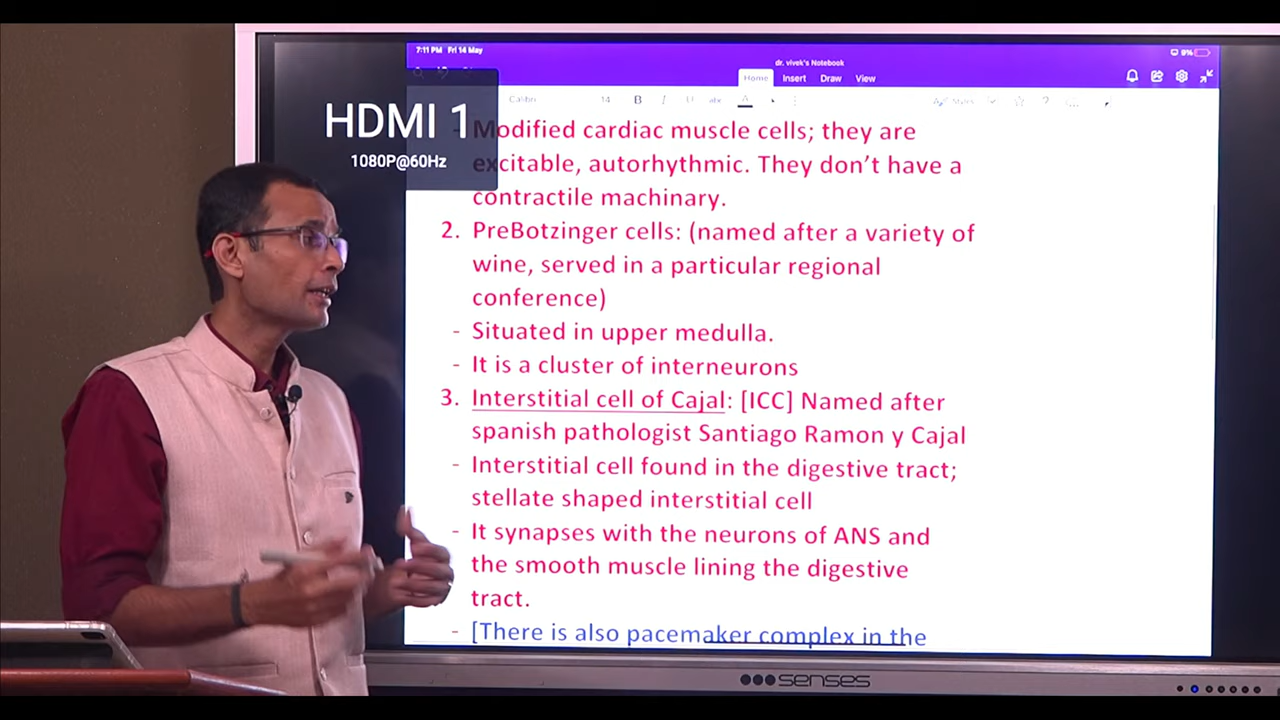 7:11 PM Fri 14 May
9%
dr. vivek's Notebook
Home Insert Draw View
HDMI 1
1080P@60Hz
Calibri 14 B I U abc A
- Modified cardiac muscle cells; they are
excitable, autorhythmic. They don't have a
contractile machinary.
2. PreBotzinger cells: (named after a variety of
wine, served in a particular regional
conference)
- Situated in upper medulla.
- It is a cluster of interneurons
3. Interstitial cell of Cajal: [ICC] Named after
spanish pathologist Santiago Ramon y Cajal
- Interstitial cell found in the digestive tract;
stellate shaped interstitial cell
- It synapses with the neurons of ANS and
the smooth muscle lining the digestive
tract.
- [There is also pacemaker complex in the
senses